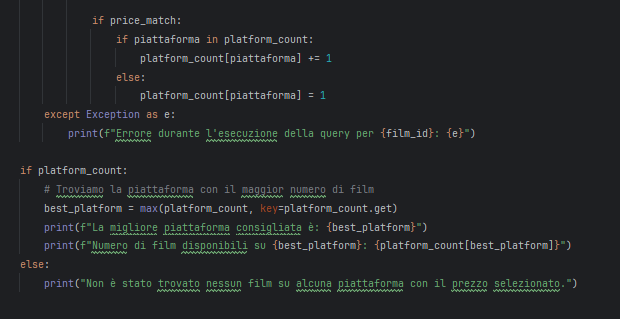 if price_match:
if piattaforma in platform_count:
platform_count[piattaforma] += 1
else:
platform_count[piattaforma] = 1
except Exception as e:
print(f"Errore durante l'esecuzione della query per {film_id}: {e}")
if platform_count:
# Troviamo la piattaforma con il maggior numero di film
best_platform = max(platform_count, key=platform_count.get)
print(f"La migliore piattaforma consigliata è: {best_platform}")
print(f"Numero di film disponibili su {best_platform}: {platform_count[best_platform]}")
else:
print("Non è stato trovato nessun film su alcuna piattaforma con il prezzo selezionato.")